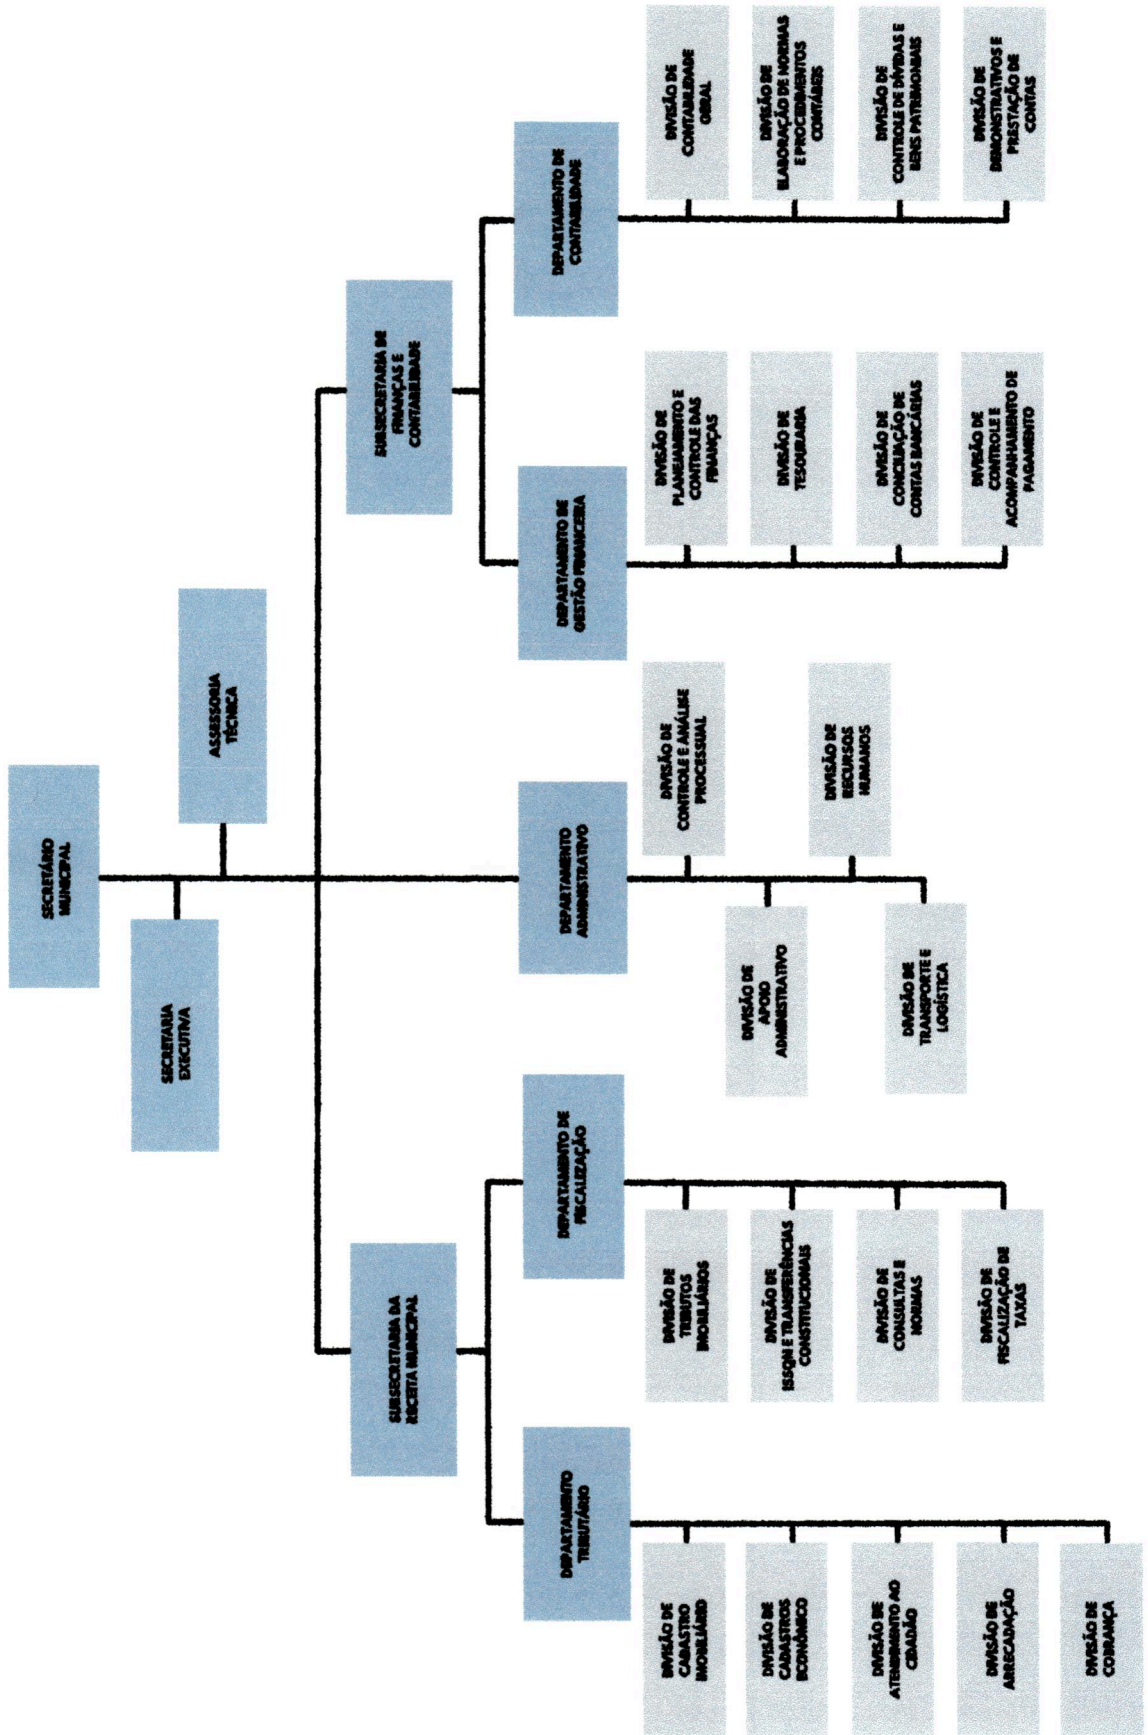 SECRETÁRIO
MUNICIPAL
SECRETARIA
EXECUTIVA
ASSESSORIA
TÉCNICA
SUBSECRETARIA DA
RECEITA MUNICIPAL
SUBSECRETARIA DE
FINANÇAS E
CONTABILIDADE
DEPARTAMENTO
TRIBUTÁRIO
DEPARTAMENTO DE
FISCALIZAÇÃO
DEPARTAMENTO
ADMINISTRATIVO
DEPARTAMENTO DE
GESTÃO FINANCEIRA
DEPARTAMENTO DE
CONTABILIDADE
DIVISÃO DE
CADASTRO
IMOBILIÁRIO
DIVISÃO DE
CADASTROS
ECONÔMICO
DIVISÃO DE
ATENDIMENTO AO
CIDADÃO
DIVISÃO DE
ARRECADAÇÃO
DIVISÃO DE
COBRANÇA
DIVISÃO DE
TRIBUTOS
IMOBILIÁRIOS
DIVISÃO DE
ISSQN E TRANSFERÊNCIAS
CONSTITUCIONAIS
DIVISÃO DE
CONSULTAS E
NORMAS
DIVISÃO DE
FISCALIZAÇÃO DE
TAXAS
DIVISÃO DE
CONTROLE E ANÁLISE
PROCESSUAL
DIVISÃO DE
APOIO
ADMINISTRATIVO
DIVISÃO DE
RECURSOS
HUMANOS
DIVISÃO DE
TRANSPORTE E
LOGÍSTICA
DIVISÃO DE
PLANEJAMENTO E
CONTROLE DAS
FINANÇAS
DIVISÃO DE
TESOURARIA
DIVISÃO DE
CONCILIAÇÃO DE
CONTAS BANCÁRIAS
DIVISÃO DE
CONTROLE E
ACOMPANHAMENTO DE
PAGAMENTO
DIVISÃO DE
CONTABILIDADE
GERAL
DIVISÃO DE
ELABORAÇÃO DE NORMAS
E PROCEDIMENTOS
CONTÁBEIS
DIVISÃO DE
CONTROLE DE DÍVIDAS E
BENS PATRIMONIAIS
DIVISÃO DE
DEMONSTRATIVOS E
PRESTAÇÃO DE
CONTAS